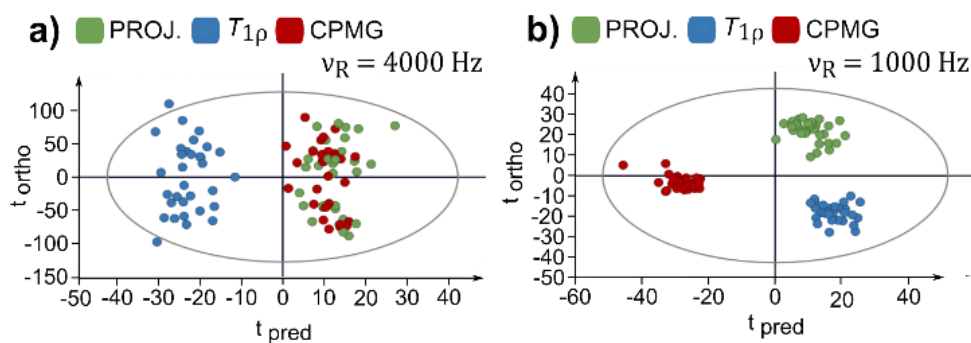 a) PROJ. T1ρ CPMG
νR = 4000 Hz
100
50
0
-50
-100
-150
-50 -40 -30 -20 -10 0 10 20 30 40
t ortho
t pred
b) PROJ. T1ρ CPMG
νR = 1000 Hz
40
30
20
10
0
-10
-20
-30
-40
-50
-60 -40 -20 0 20 40
t ortho
t pred